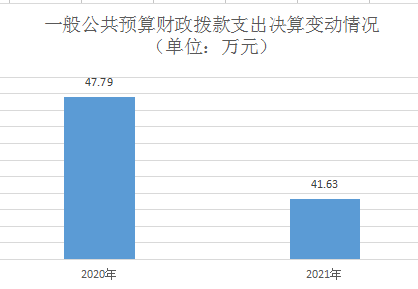 一般公共预算财政拨款支出决算变动情况
（单位：万元）
47.79
41.63
2020年
2021年